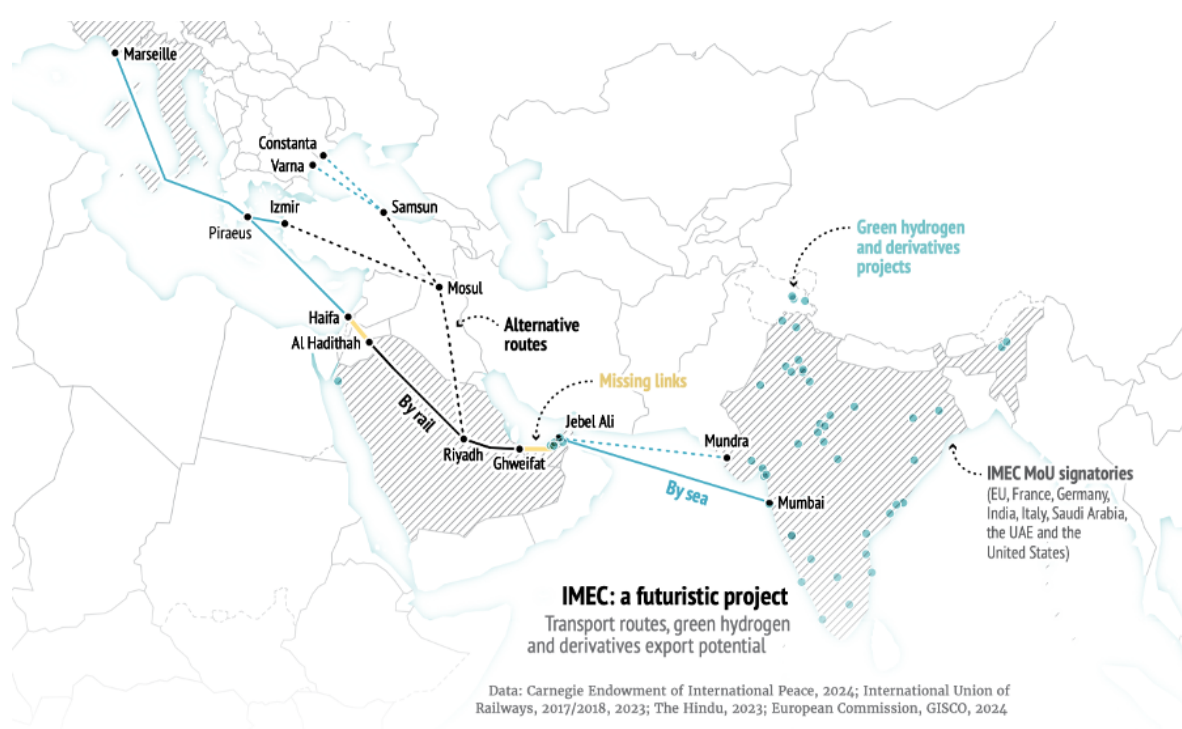 Marseille
Constanta
Varna
Izmir
Samsun
Piraeus
Green hydrogen
and derivatives
projects
Mosul
Haifa
Al Hadithah
Alternative
routes
Missing links
By rail
Jebel Ali
Riyadh
Ghweifat
Mundra
By sea
Mumbai
IMEC MoU signatories
(EU, France, Germany,
India, Italy, Saudi Arabia,
the UAE and the
United States)
IMEC: a futuristic project
Transport routes, green hydrogen
and derivatives export potential
Data: Carnegie Endowment of International Peace, 2024; International Union of
Railways, 2017/2018, 2023; The Hindu, 2023; European Commission, GISCO, 2024